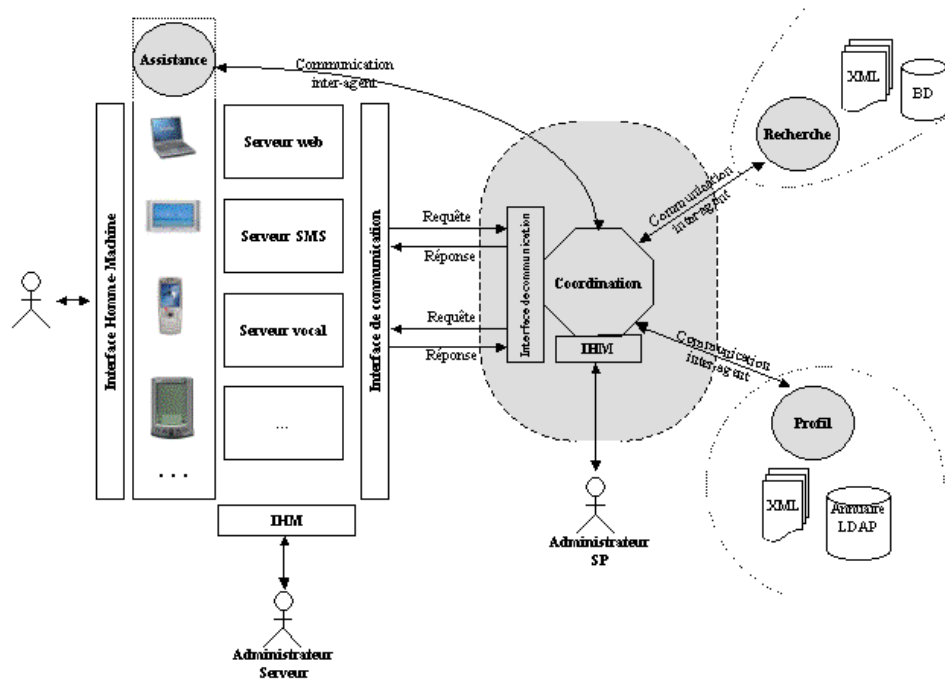 Assistance
Communication
inter-agent
XML
BD
Recherche
Serveur web
Communication
inter-agent
Serveur SMS
Requête
Réponse
Interface de communication
Coordination
Interface Homme-Machine
Interface de communication
Serveur vocal
Requête
Réponse
IHM
Communication
inter-agent
...
Profil
...
XML
Annuaire
LDAP
IHM
Administrateur
SP
Administrateur
Serveur